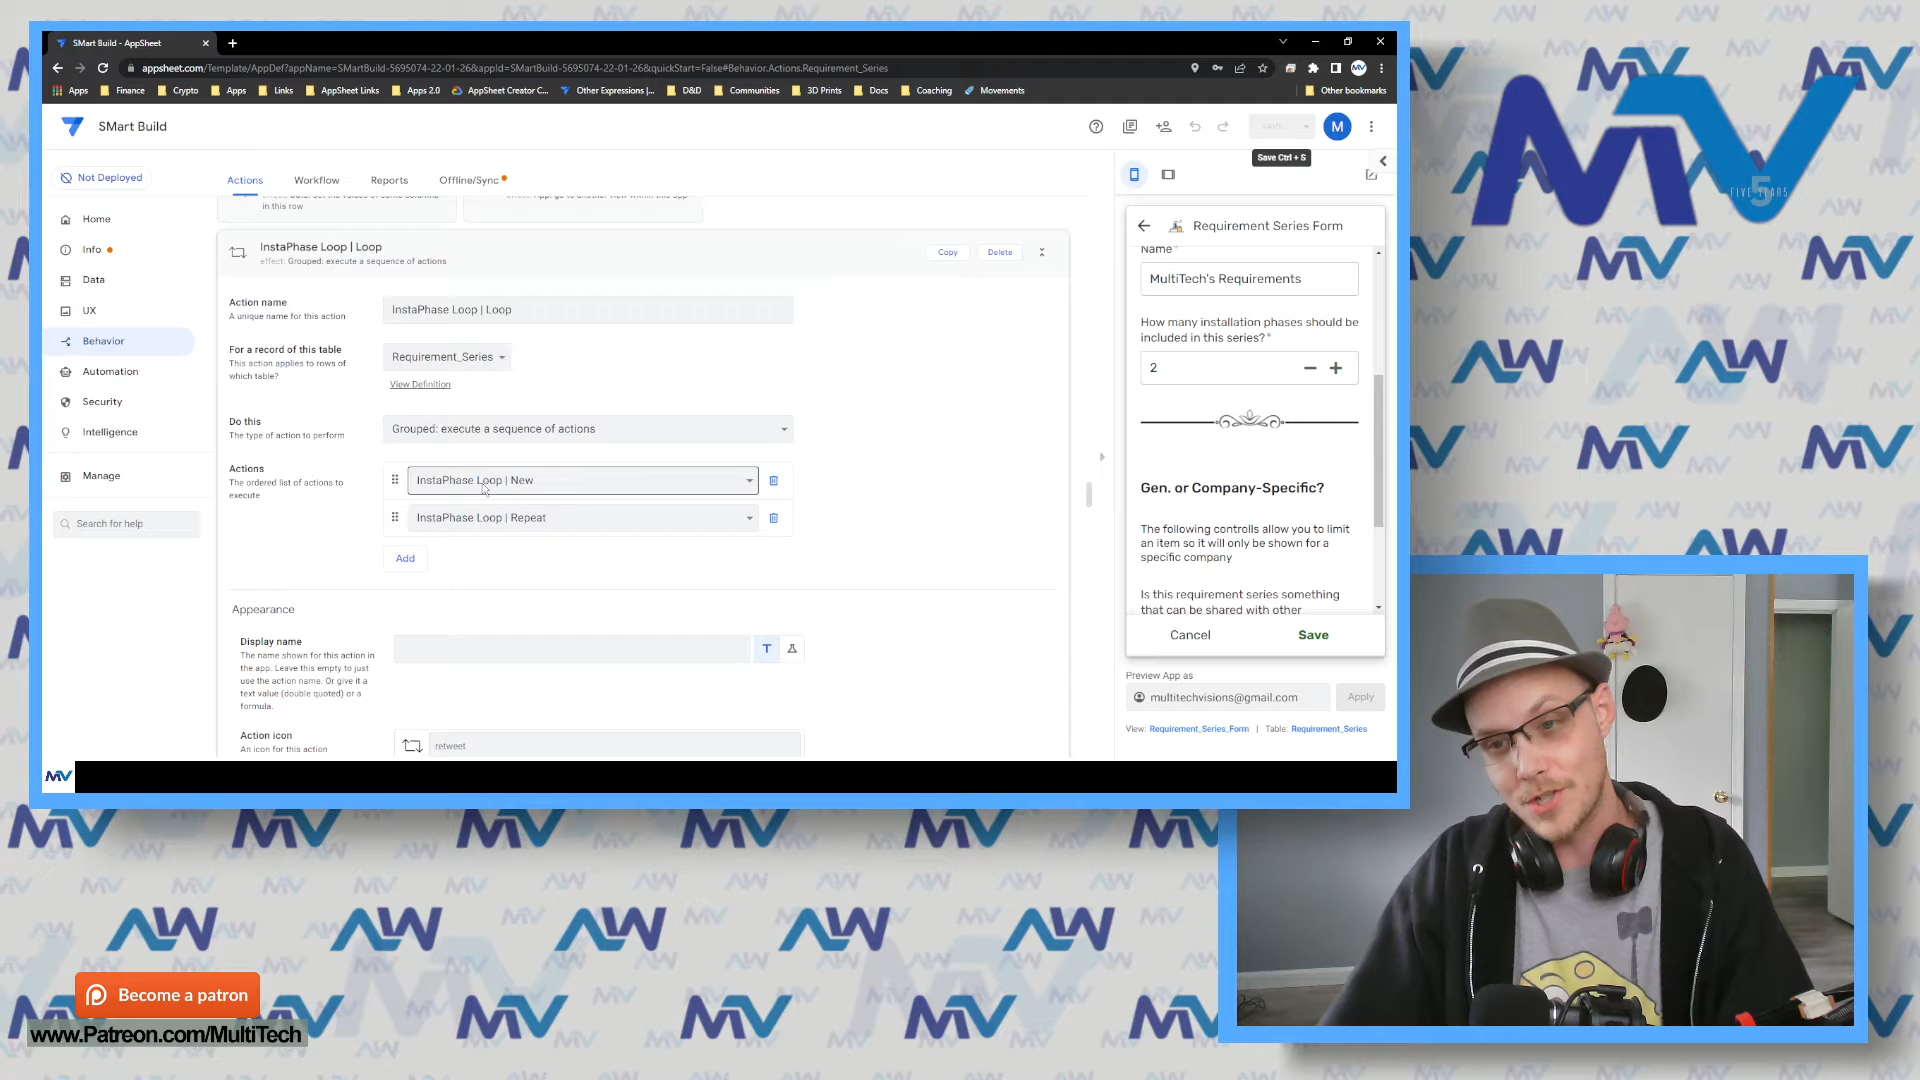 SMart Build - AppSheet
appsheet.com/Template/AppDef?appName=SMartBuild-5695074-22-01-26&appId=SMartBuild-5695074-22-01-26&quickStart=False#Behavior.Actions.Requirement_Series
Apps
Finance
Crypto
Apps
Links
AppSheet Links
Apps 2.0
AppSheet Creator C...
Other Expressions |...
D&D
Communities
3D Prints
Docs
Coaching
Movements
Other bookmarks
SMart Build
SAVE
M
Save Ctrl + S
Not Deployed
Actions
Workflow
Reports
Offline/Sync
Home
Info
Data
UX
Behavior
Automation
Security
Intelligence
Manage
Search for help
in this row
InstaPhase Loop | Loop
effect: Grouped: execute a sequence of actions
Copy
Delete
Action name
A unique name for this action
InstaPhase Loop | Loop
For a record of this table
This action applies to rows of
which table?
Requirement_Series
View Definition
Do this
The type of action to perform
Grouped: execute a sequence of actions
Actions
The ordered list of actions to
execute
InstaPhase Loop | New
InstaPhase Loop | Repeat
Add
Appearance
Display name
The name shown for this action in
the app. Leave this empty to just
use the action name. Or give it a
text value (double quoted) or a
formula.
T
Action icon
An icon for this action
retweet
Requirement Series Form
Name*
MultiTech's Requirements
How many installation phases should be
included in this series?*
2
Gen. or Company-Specific?
The following controlls allow you to limit
an item so it will only be shown for a
specific company
Is this requirement series something
that can be shared with other
Cancel
Save
Preview App as
multitechvisions@gmail.com
Apply
View: Requirement_Series_Form | Table: Requirement_Series
MV
MV
FIVE YEARS
5
Become a patron
www.Patreon.com/MultiTech